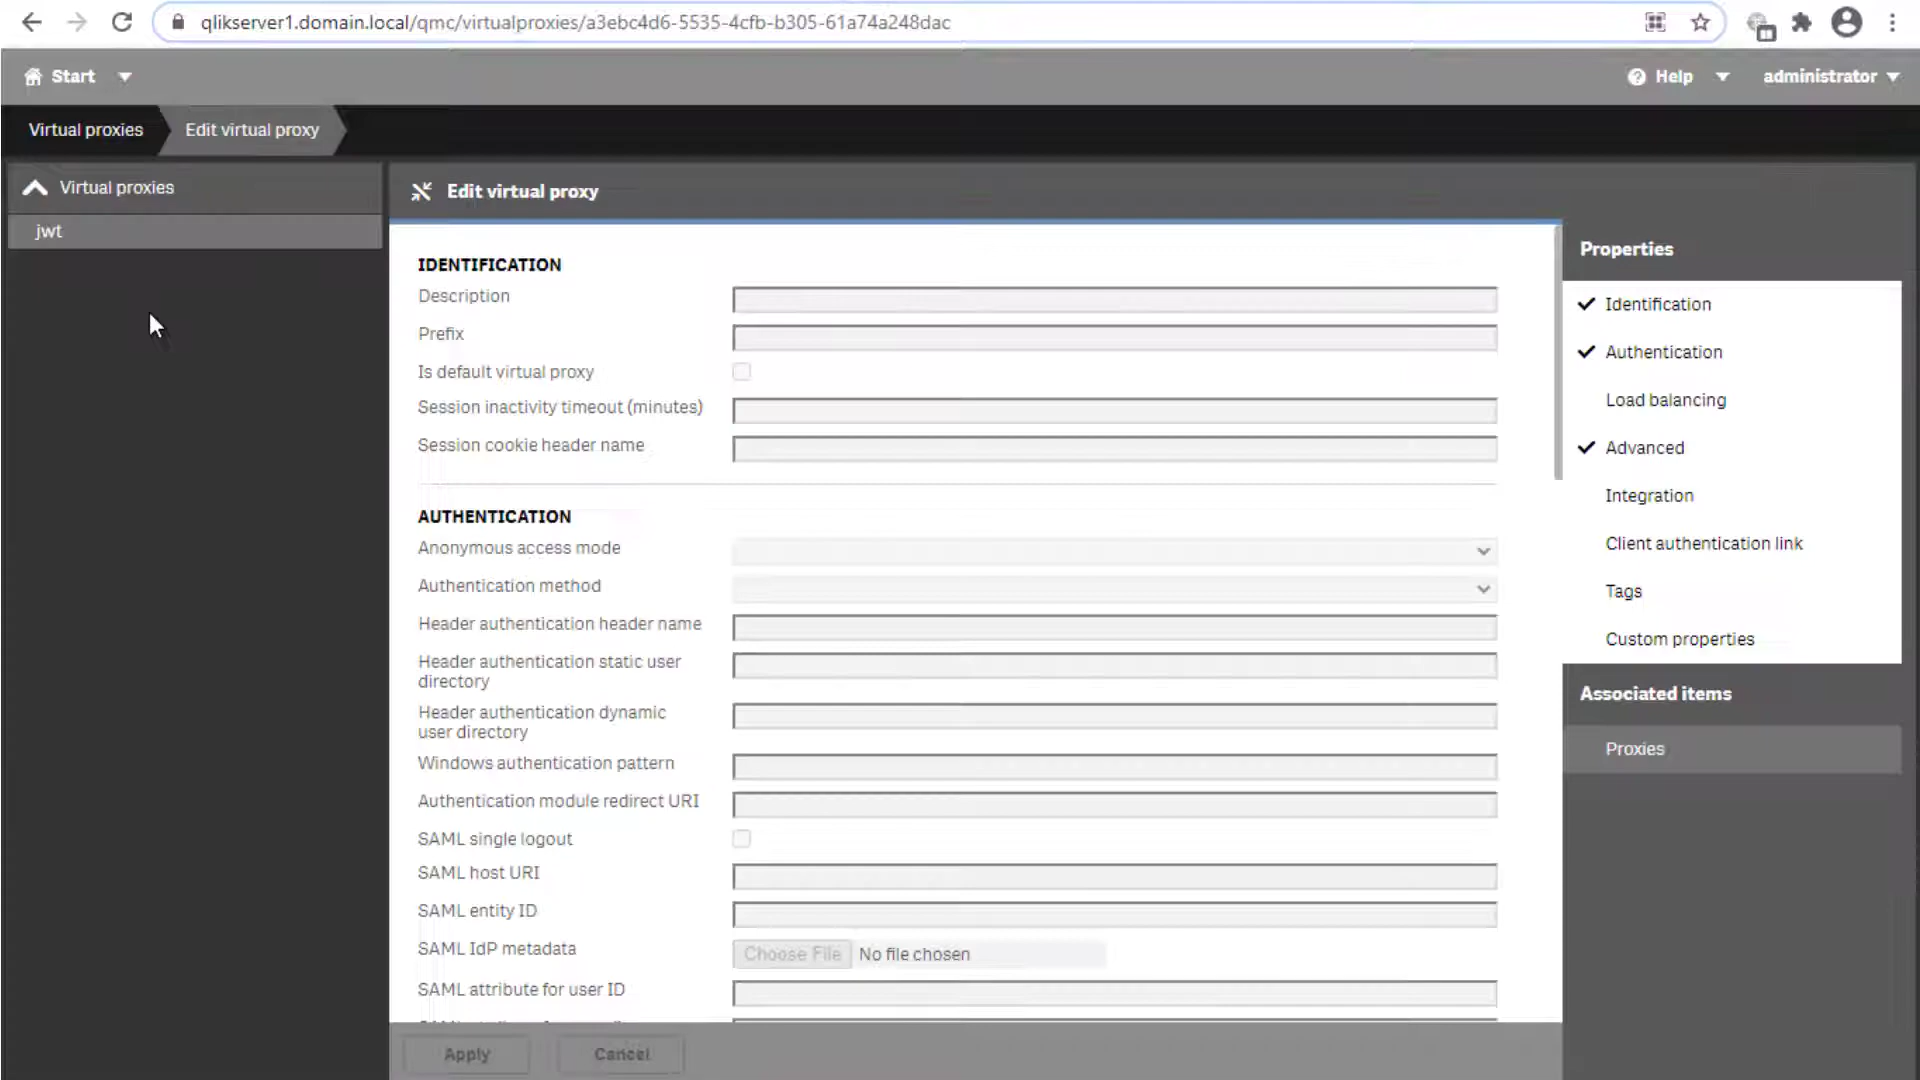 qlikserver1.domain.local/qmc/virtualproxies/a3ebc4d6-5535-4cfb-b305-61a74a248dac
Start
Help
administrator
Virtual proxies
Edit virtual proxy
Virtual proxies
jwt
Edit virtual proxy
IDENTIFICATION
Description
Prefix
Is default virtual proxy
Session inactivity timeout (minutes)
Session cookie header name
AUTHENTICATION
Anonymous access mode
Authentication method
Header authentication header name
Header authentication static user
directory
Header authentication dynamic
user directory
Windows authentication pattern
Authentication module redirect URI
SAML single logout
SAML host URI
SAML entity ID
SAML IdP metadata
Choose File No file chosen
SAML attribute for user ID
Apply
Cancel
Properties
Identification
Authentication
Load balancing
Advanced
Integration
Client authentication link
Tags
Custom properties
Associated items
Proxies